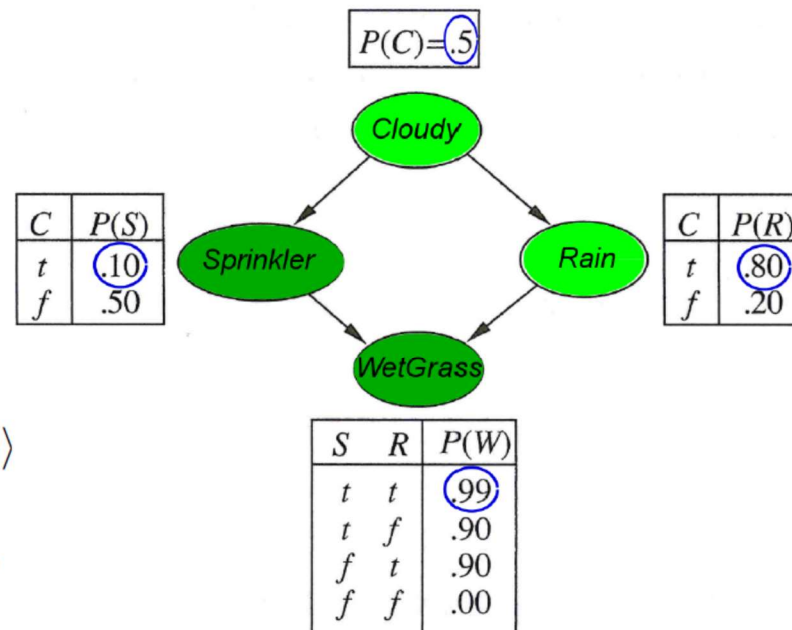 P(C)=.5
Cloudy
C P(S)
t .10
f .50
Sprinkler
Rain
C P(R)
t .80
f .20
WetGrass
⟩
S R P(W)
t t .99
t f .90
f t .90
f f .00